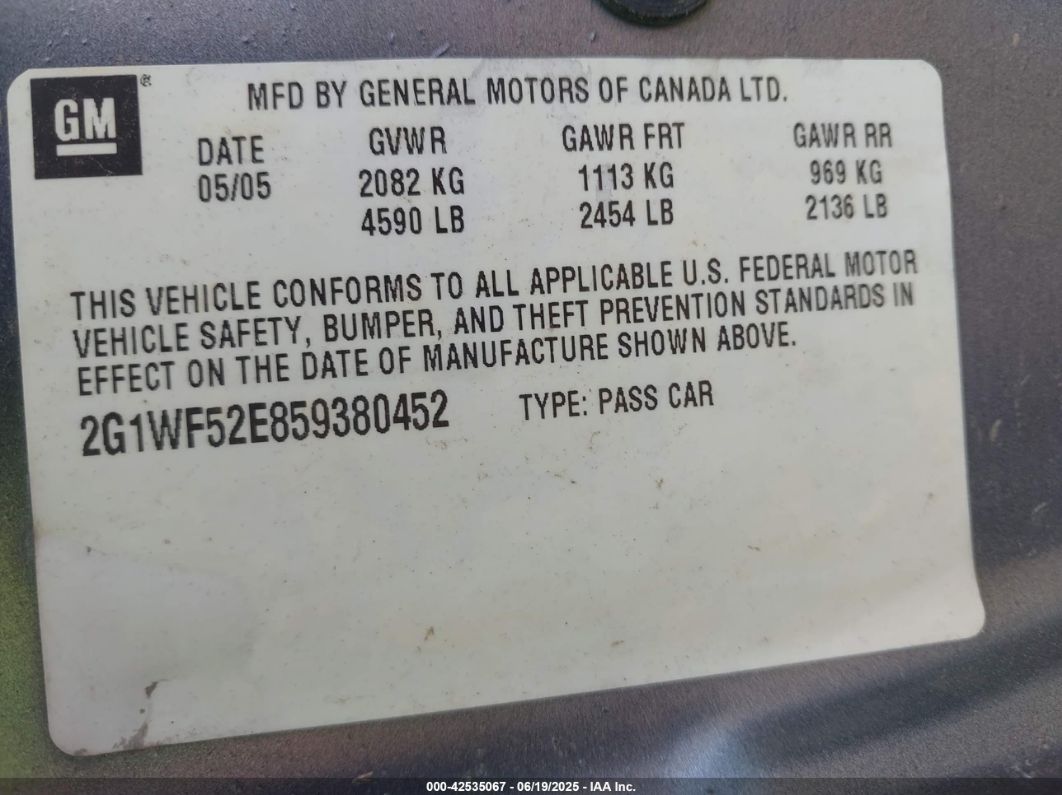 GM ®
MFD BY GENERAL MOTORS OF CANADA LTD.
DATE GVWR GAWR FRT GAWR RR
05/05 2082 KG 1113 KG 969 KG
4590 LB 2454 LB 2136 LB
THIS VEHICLE CONFORMS TO ALL APPLICABLE U.S. FEDERAL MOTOR
VEHICLE SAFETY, BUMPER, AND THEFT PREVENTION STANDARDS IN
EFFECT ON THE DATE OF MANUFACTURE SHOWN ABOVE.
2G1WF52E859380452 TYPE: PASS CAR
000-42535067 - 06/19/2025 - IAA Inc.